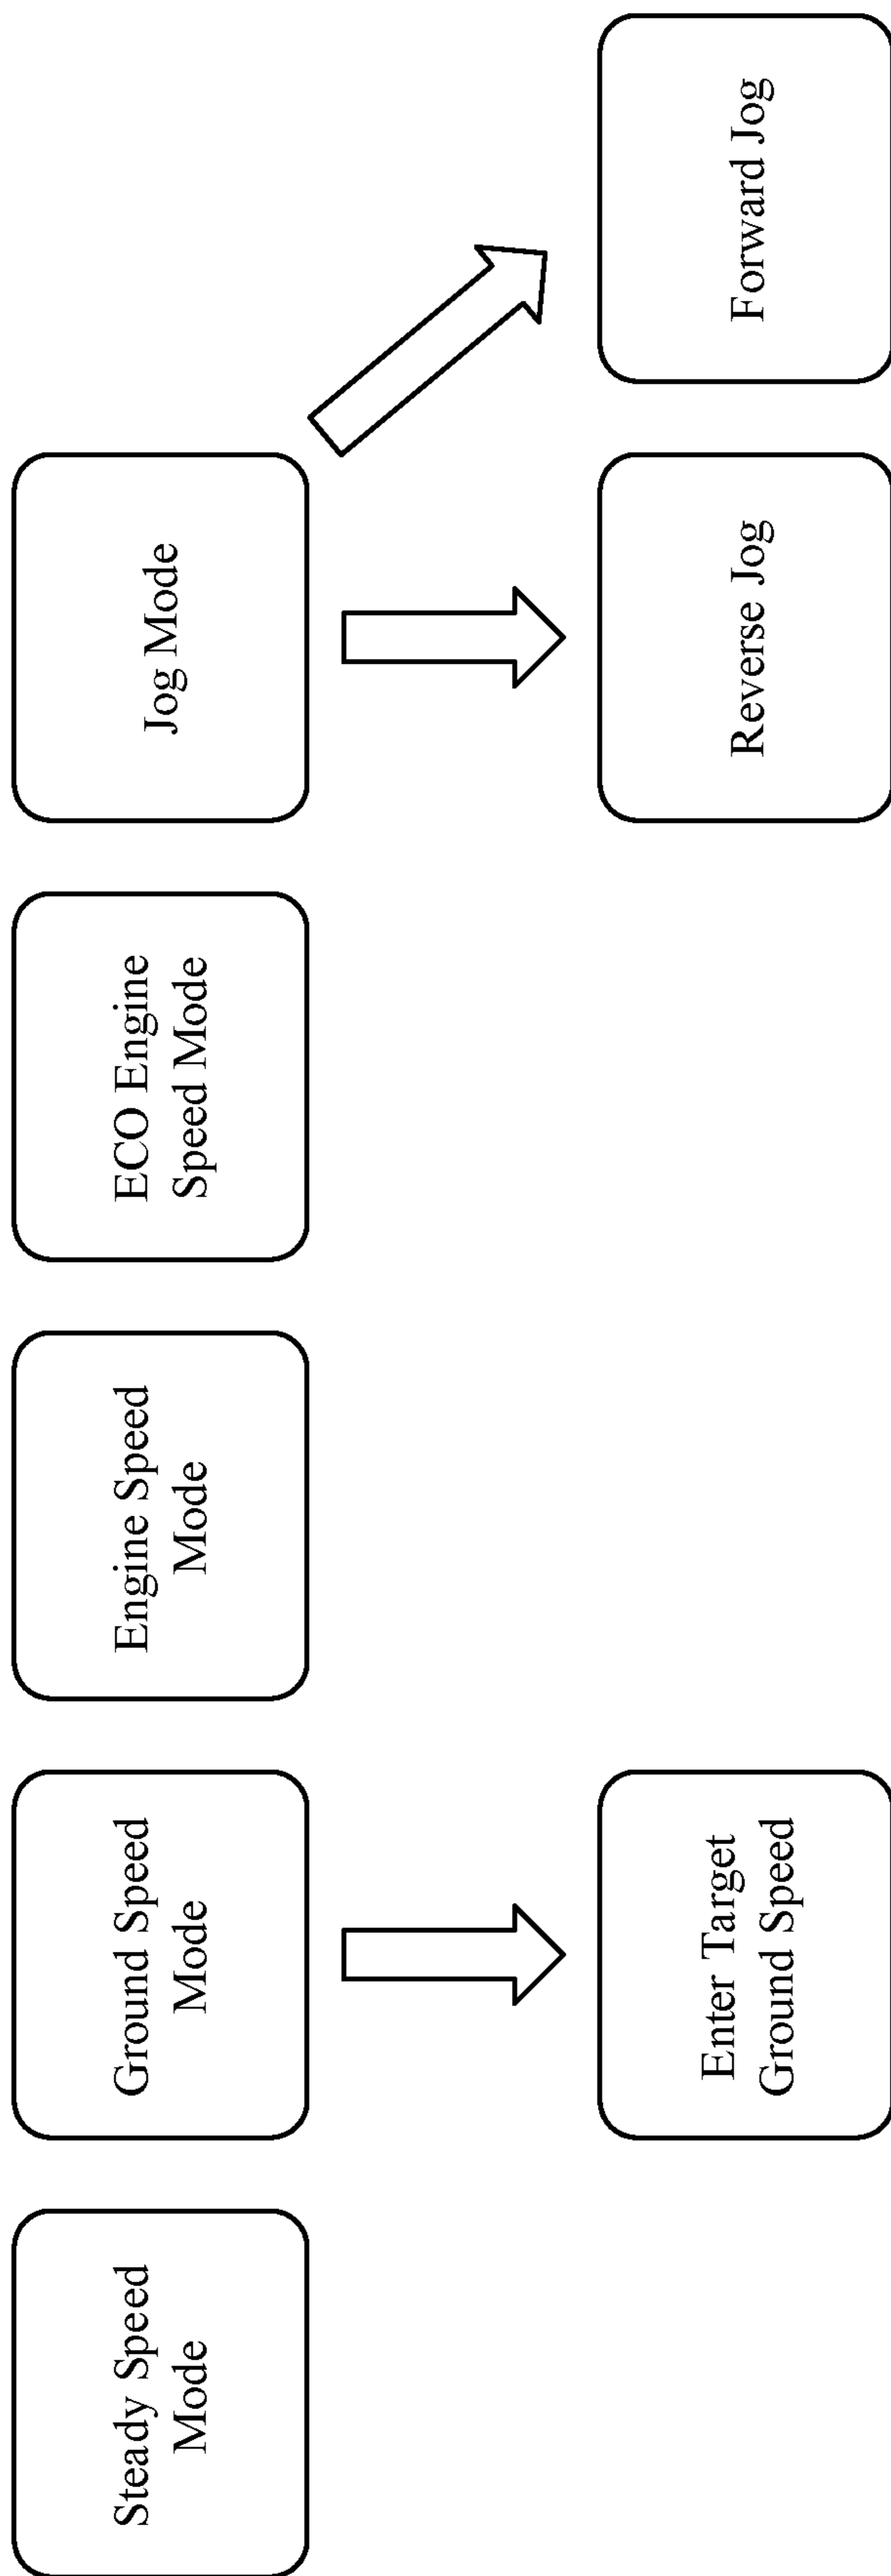 Steady Speed
Mode
Ground Speed
Mode
Engine Speed
Mode
ECO Engine
Speed Mode
Jog Mode
Enter Target
Ground Speed
Reverse Jog
Forward Jog